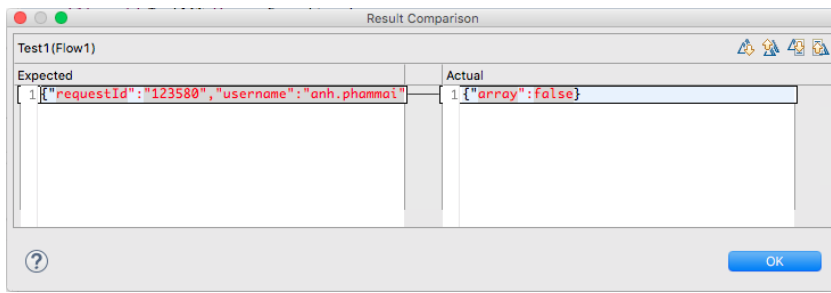 Result Comparison
Test1(Flow1)
Expected
Actual
1 {"requestId":"123580","username":"anh.phammai"
1 {"array":false}
?
OK